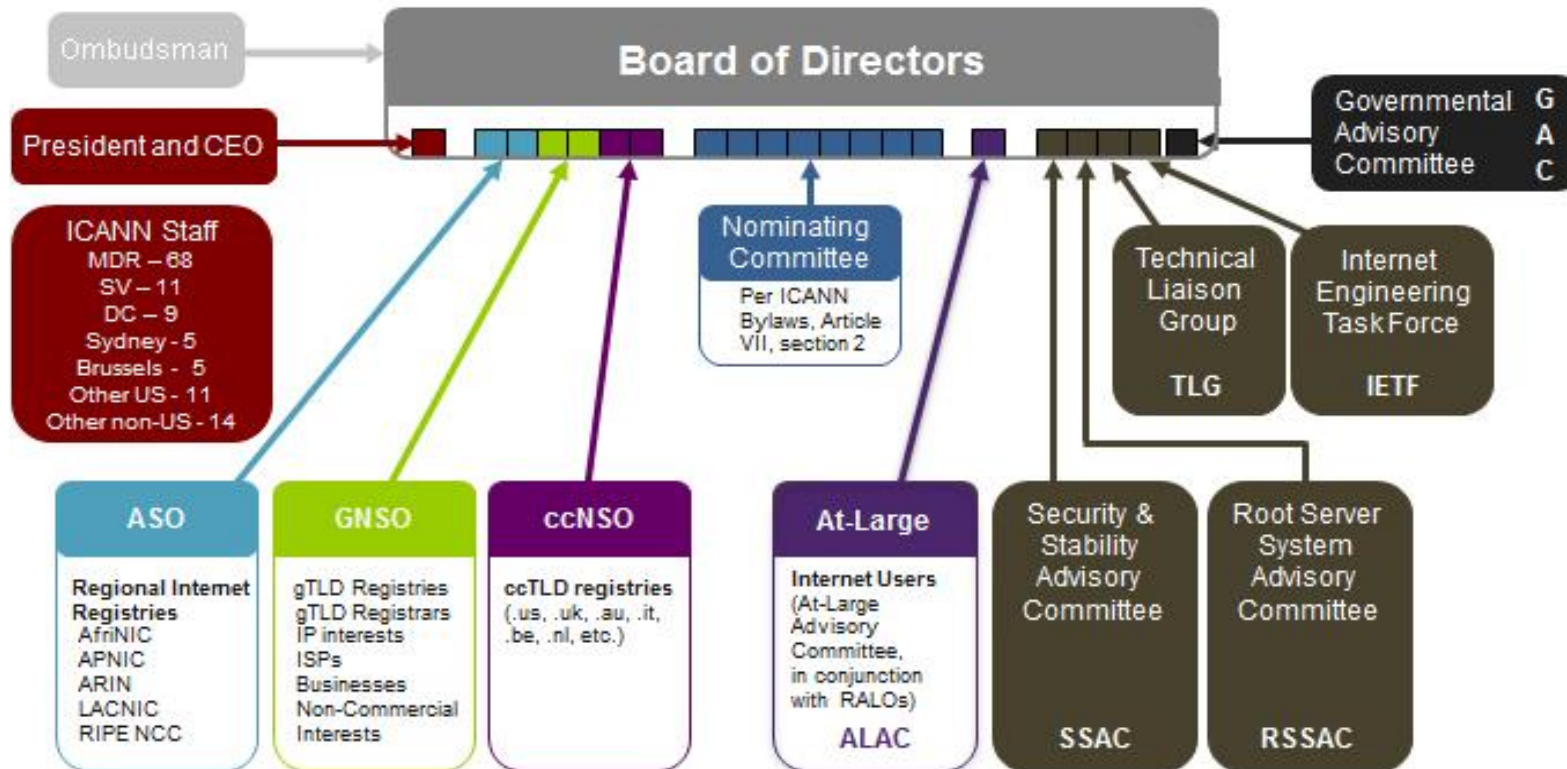 Ombudsman
Board of Directors
President and CEO
Governmental
Advisory
Committee
G
A
C
ICANN Staff
MDR – 68
SV – 11
DC – 9
Sydney - 5
Brussels - 5
Other US - 11
Other non-US - 14
Nominating
Committee
Per ICANN
Bylaws, Article
VII, section 2
Technical
Liaison
Group
TLG
Internet
Engineering
Task Force
IETF
ASO
Regional Internet
Registries
AfriNIC
APNIC
ARIN
LACNIC
RIPE NCC
GNSO
gTLD Registries
gTLD Registrars
IP interests
ISPs
Businesses
Non-Commercial
Interests
ccNSO
ccTLD registries
(.us, .uk, .au, .it,
.be, .nl, etc.)
At-Large
Internet Users
(At-Large
Advisory
Committee,
in conjunction
with RALOs)
ALAC
Security &
Stability
Advisory
Committee
SSAC
Root Server
System
Advisory
Committee
RSSAC